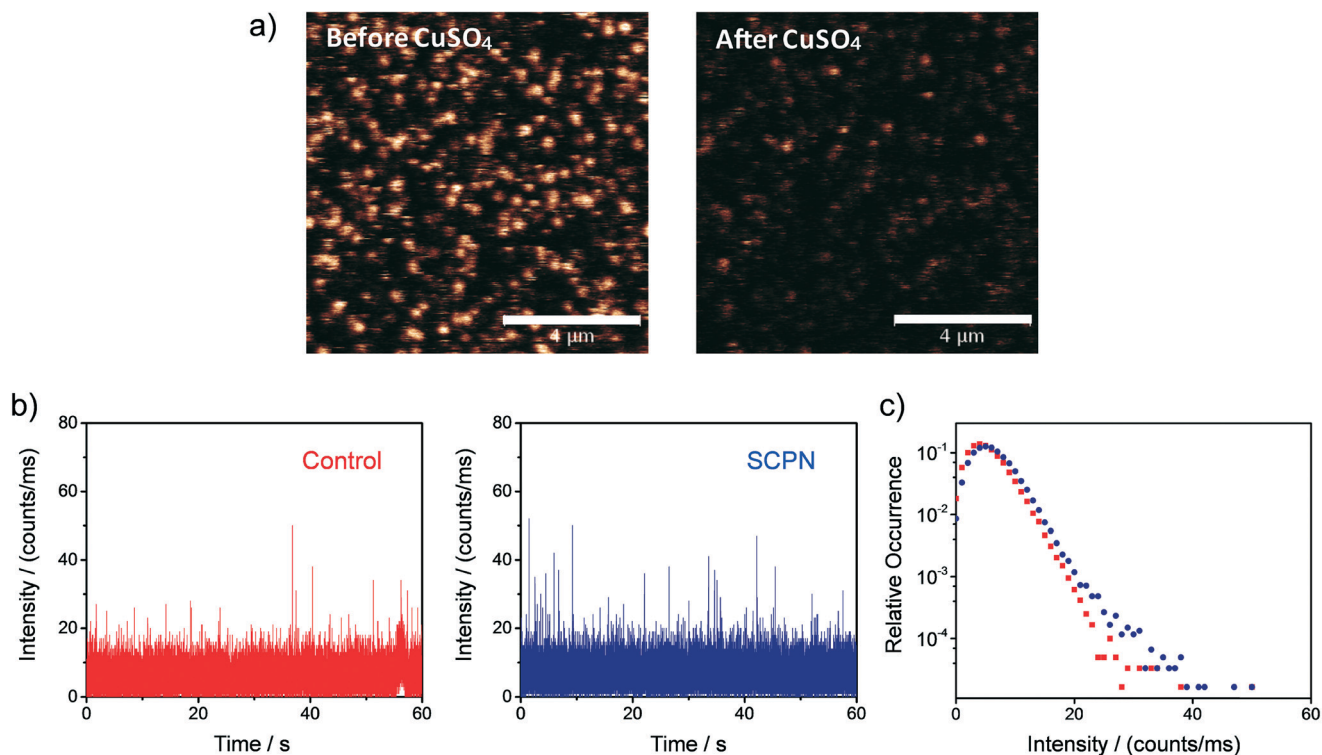 a)
Before CuSO₄
After CuSO₄
4 μm
4 μm
b)
c)
80
60
40
20
0
Intensity / (counts/ms)
Control
0
20
40
60
Time / s
80
60
40
20
0
Intensity / (counts/ms)
SCPN
0
20
40
60
Time / s
10⁻¹
10⁻²
10⁻³
10⁻⁴
Relative Occurrence
0
20
40
60
Intensity / (counts/ms)